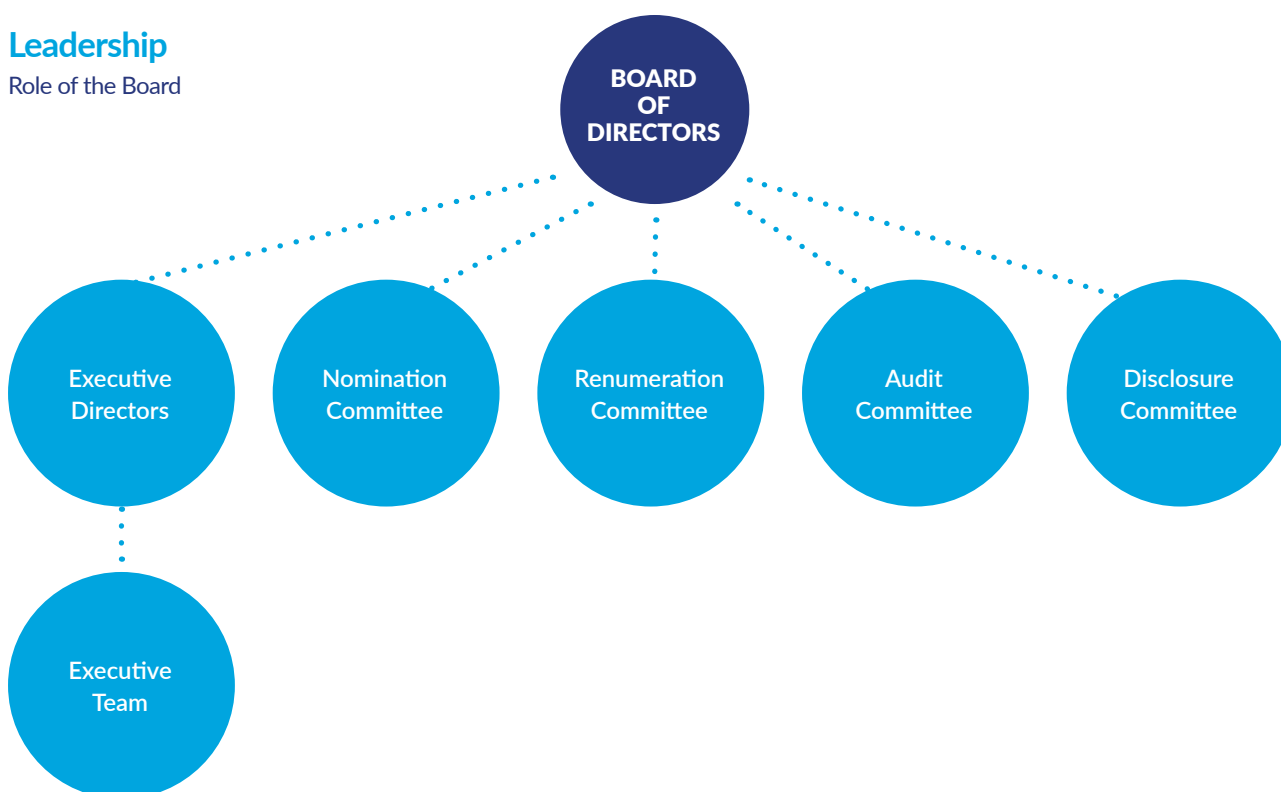 Leadership
Role of the Board
BOARD
OF
DIRECTORS
Executive
Directors
Nomination
Committee
Renumeration
Committee
Audit
Committee
Disclosure
Committee
Executive
Team